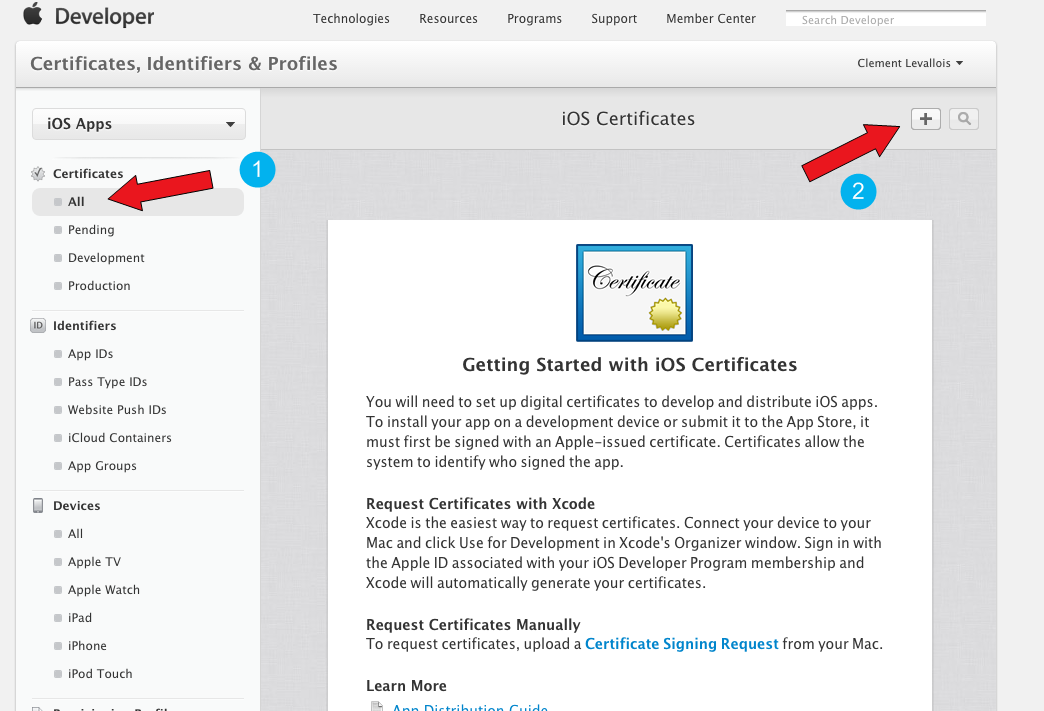 Developer
Technologies Resources Programs Support Member Center Search Developer
Certificates, Identifiers & Profiles
Clement Levallois
iOS Apps
iOS Certificates
1
2
Certificates
All
Pending
Development
Production
ID Identifiers
App IDs
Pass Type IDs
Website Push IDs
iCloud Containers
App Groups
Devices
All
Apple TV
Apple Watch
iPad
iPhone
iPod Touch
Certificate
Getting Started with iOS Certificates
You will need to set up digital certificates to develop and distribute iOS apps.
To install your app on a development device or submit it to the App Store, it
must first be signed with an Apple-issued certificate. Certificates allow the
system to identify who signed the app.
Request Certificates with Xcode
Xcode is the easiest way to request certificates. Connect your device to your
Mac and click Use for Development in Xcode's Organizer window. Sign in with
the Apple ID associated with your iOS Developer Program membership and
Xcode will automatically generate your certificates.
Request Certificates Manually
To request certificates, upload a Certificate Signing Request from your Mac.
Learn More
App Distribution Guide